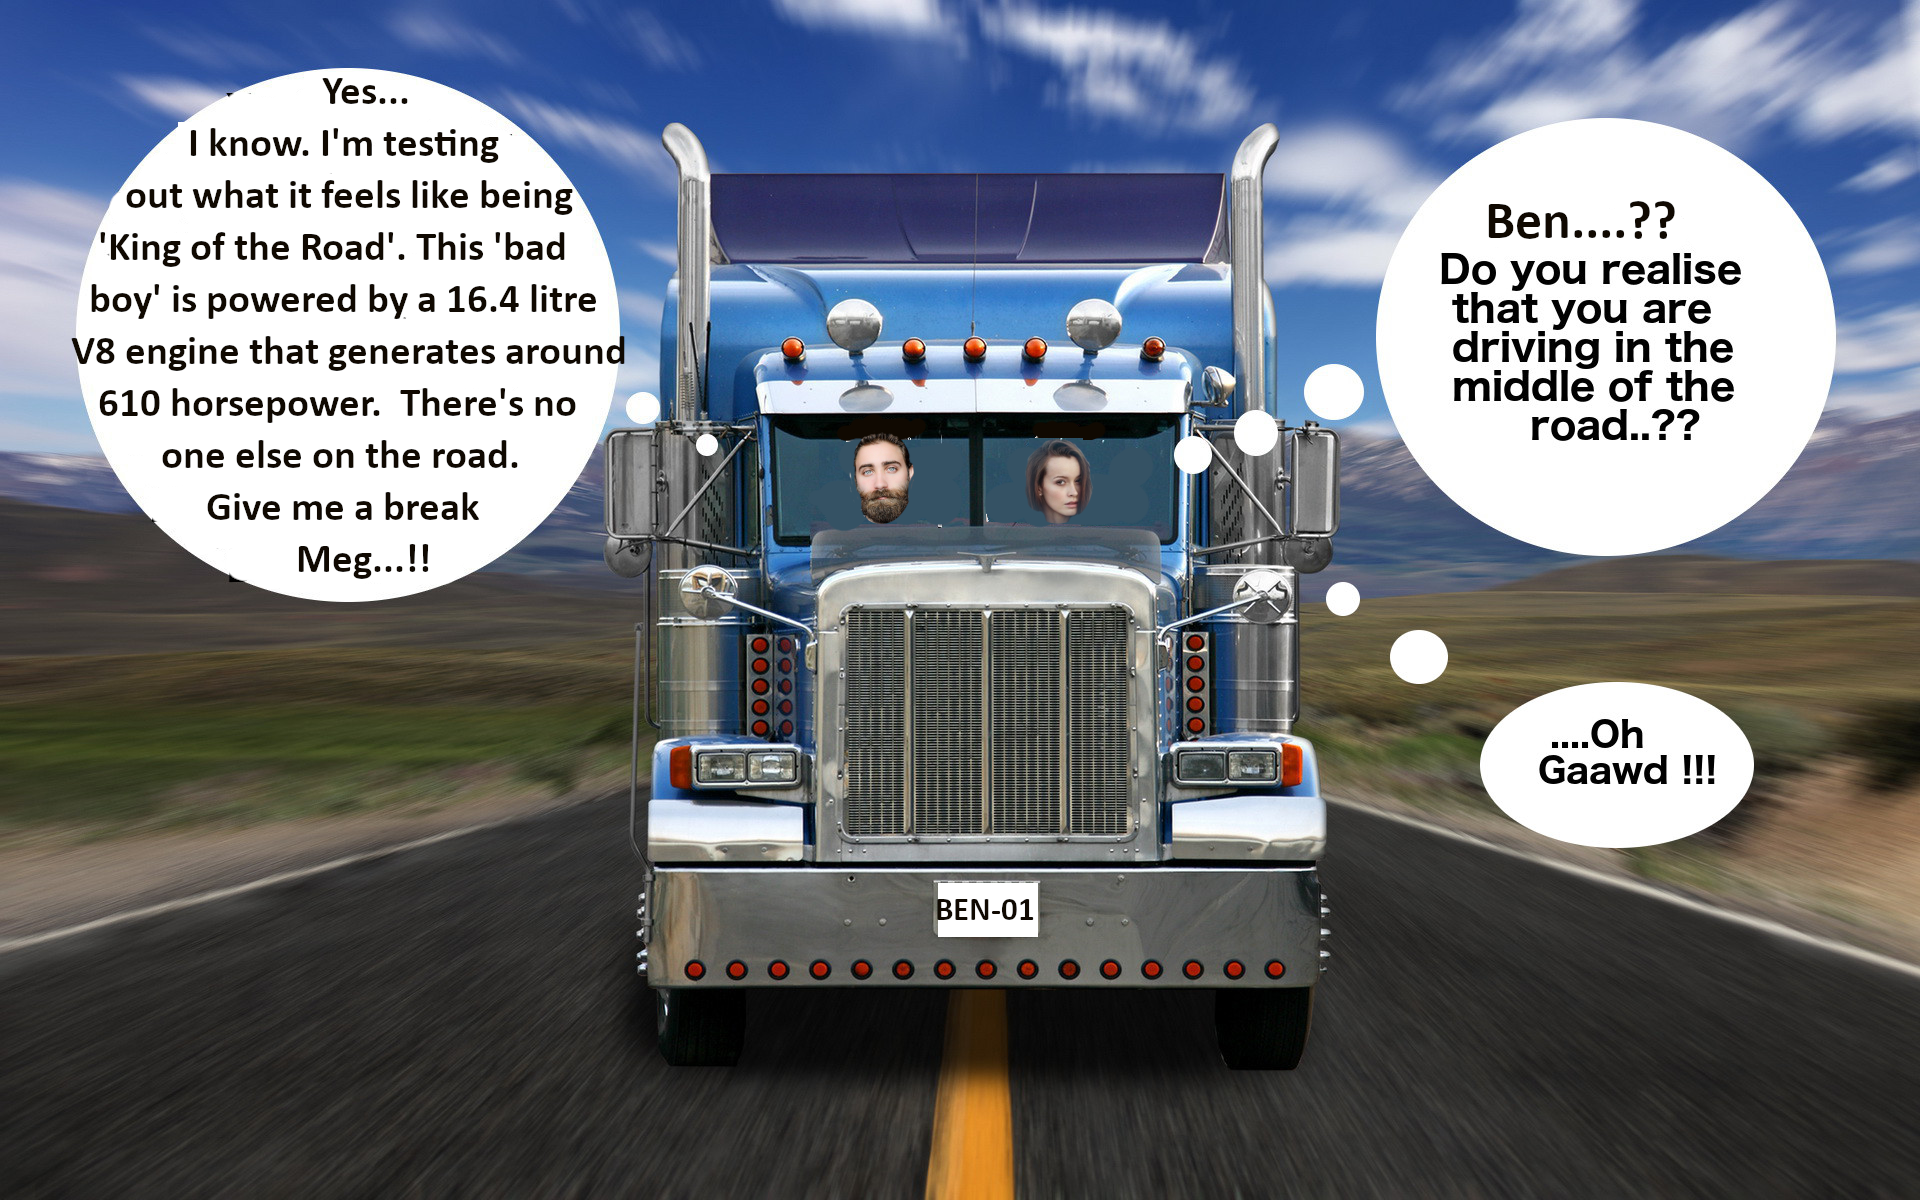 Yes...
I know. I'm testing
out what it feels like being
'King of the Road'. This 'bad
boy' is powered by a 16.4 litre
V8 engine that generates around
610 horsepower.  There's no
one else on the road.
Give me a break
Meg...!!
Ben....??
Do you realise
that you are
driving in the
middle of the
road..??
....Oh
Gaawd !!!
BEN-01